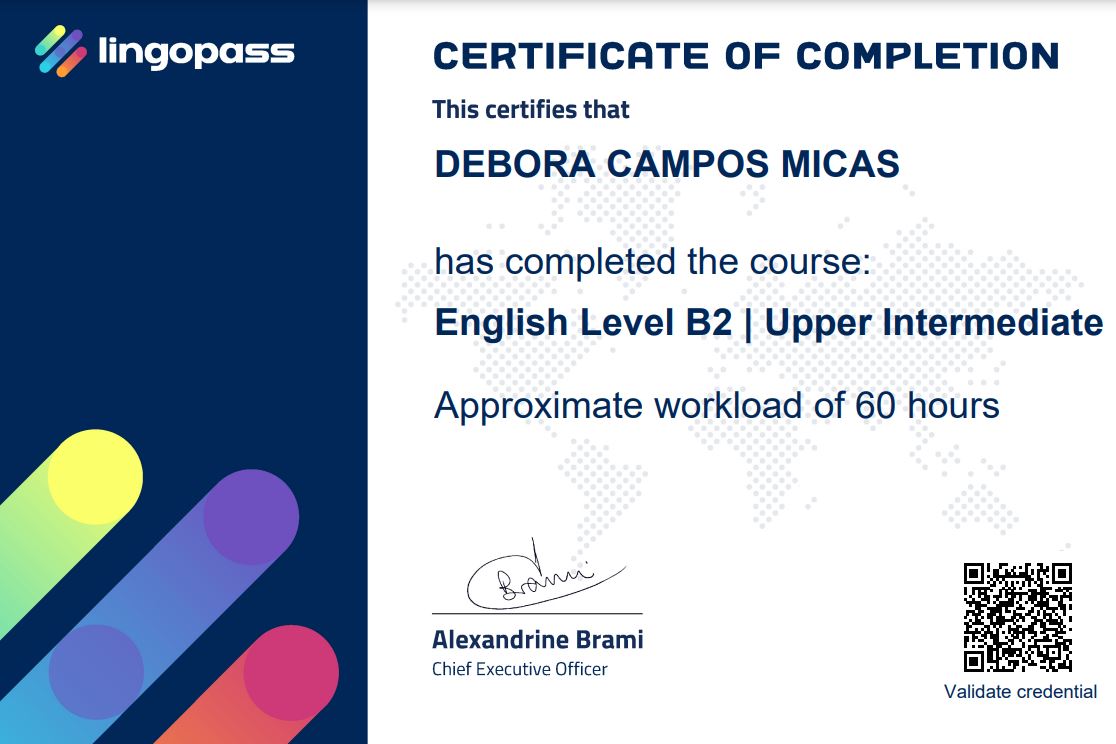 lingopass
CERTIFICATE OF COMPLETION
This certifies that
DEBORA CAMPOS MICAS
has completed the course:
English Level B2 | Upper Intermediate
Approximate workload of 60 hours
Brami
Alexandrine Brami
Chief Executive Officer
Validate credential